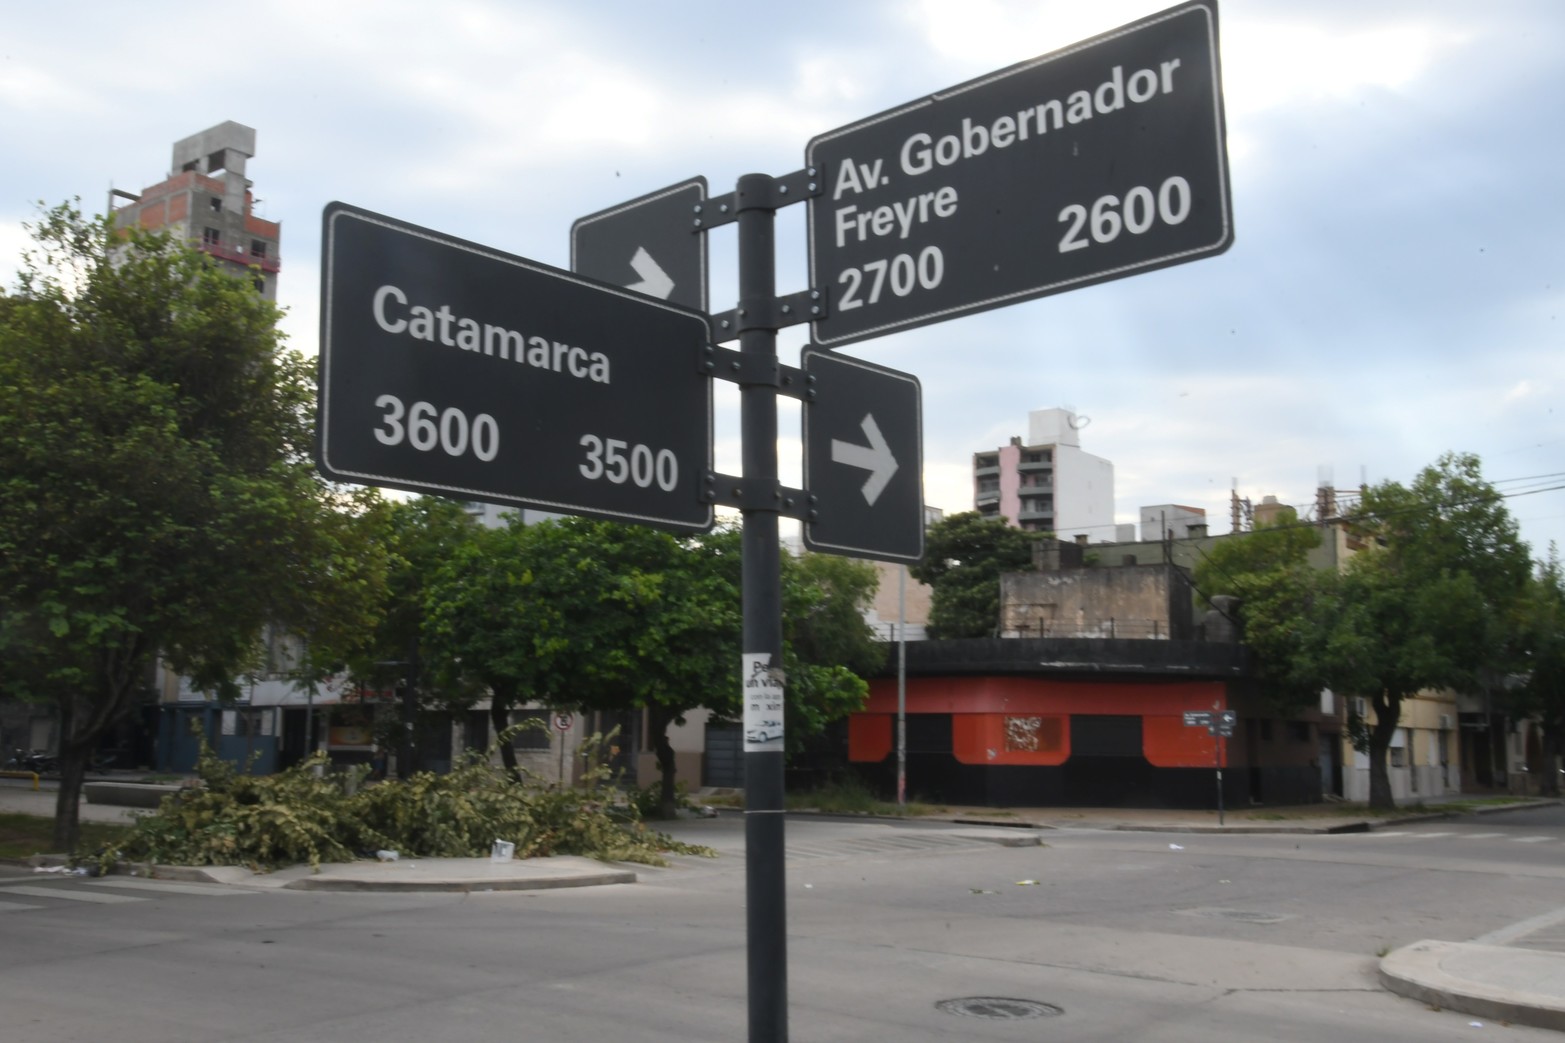 Av. Gobernador
Freyre
2700 2600
Catamarca
3600 3500